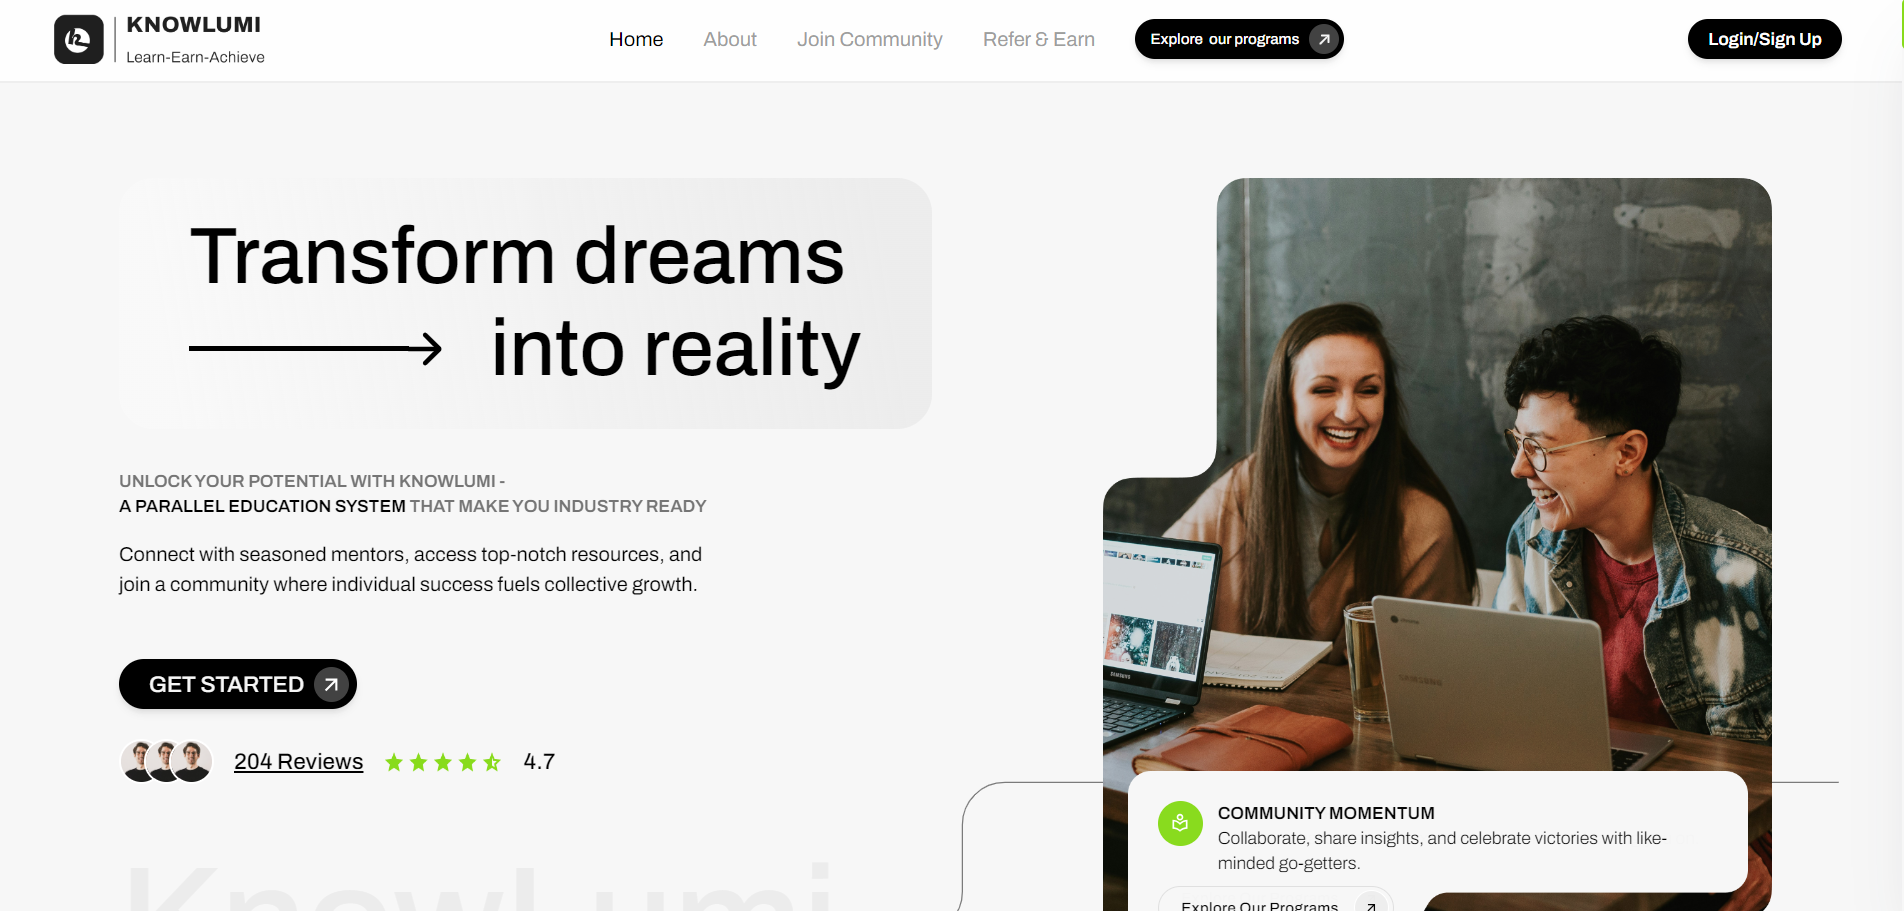 KNOWLUMI
Learn-Earn-Achieve
Home
About
Join Community
Refer & Earn
Explore our programs
Login/Sign Up
Transform dreams
into reality
UNLOCK YOUR POTENTIAL WITH KNOWLUMI -
A PARALLEL EDUCATION SYSTEM THAT MAKE YOU INDUSTRY READY
Connect with seasoned mentors, access top-notch resources, and
join a community where individual success fuels collective growth.
GET STARTED
204 Reviews
4.7
SAMSUNG
chrome
SAMSUNG
COMMUNITY MOMENTUM
Collaborate, share insights, and celebrate victories with like-
minded go-getters.
Explore Our Programs
KnowLumi